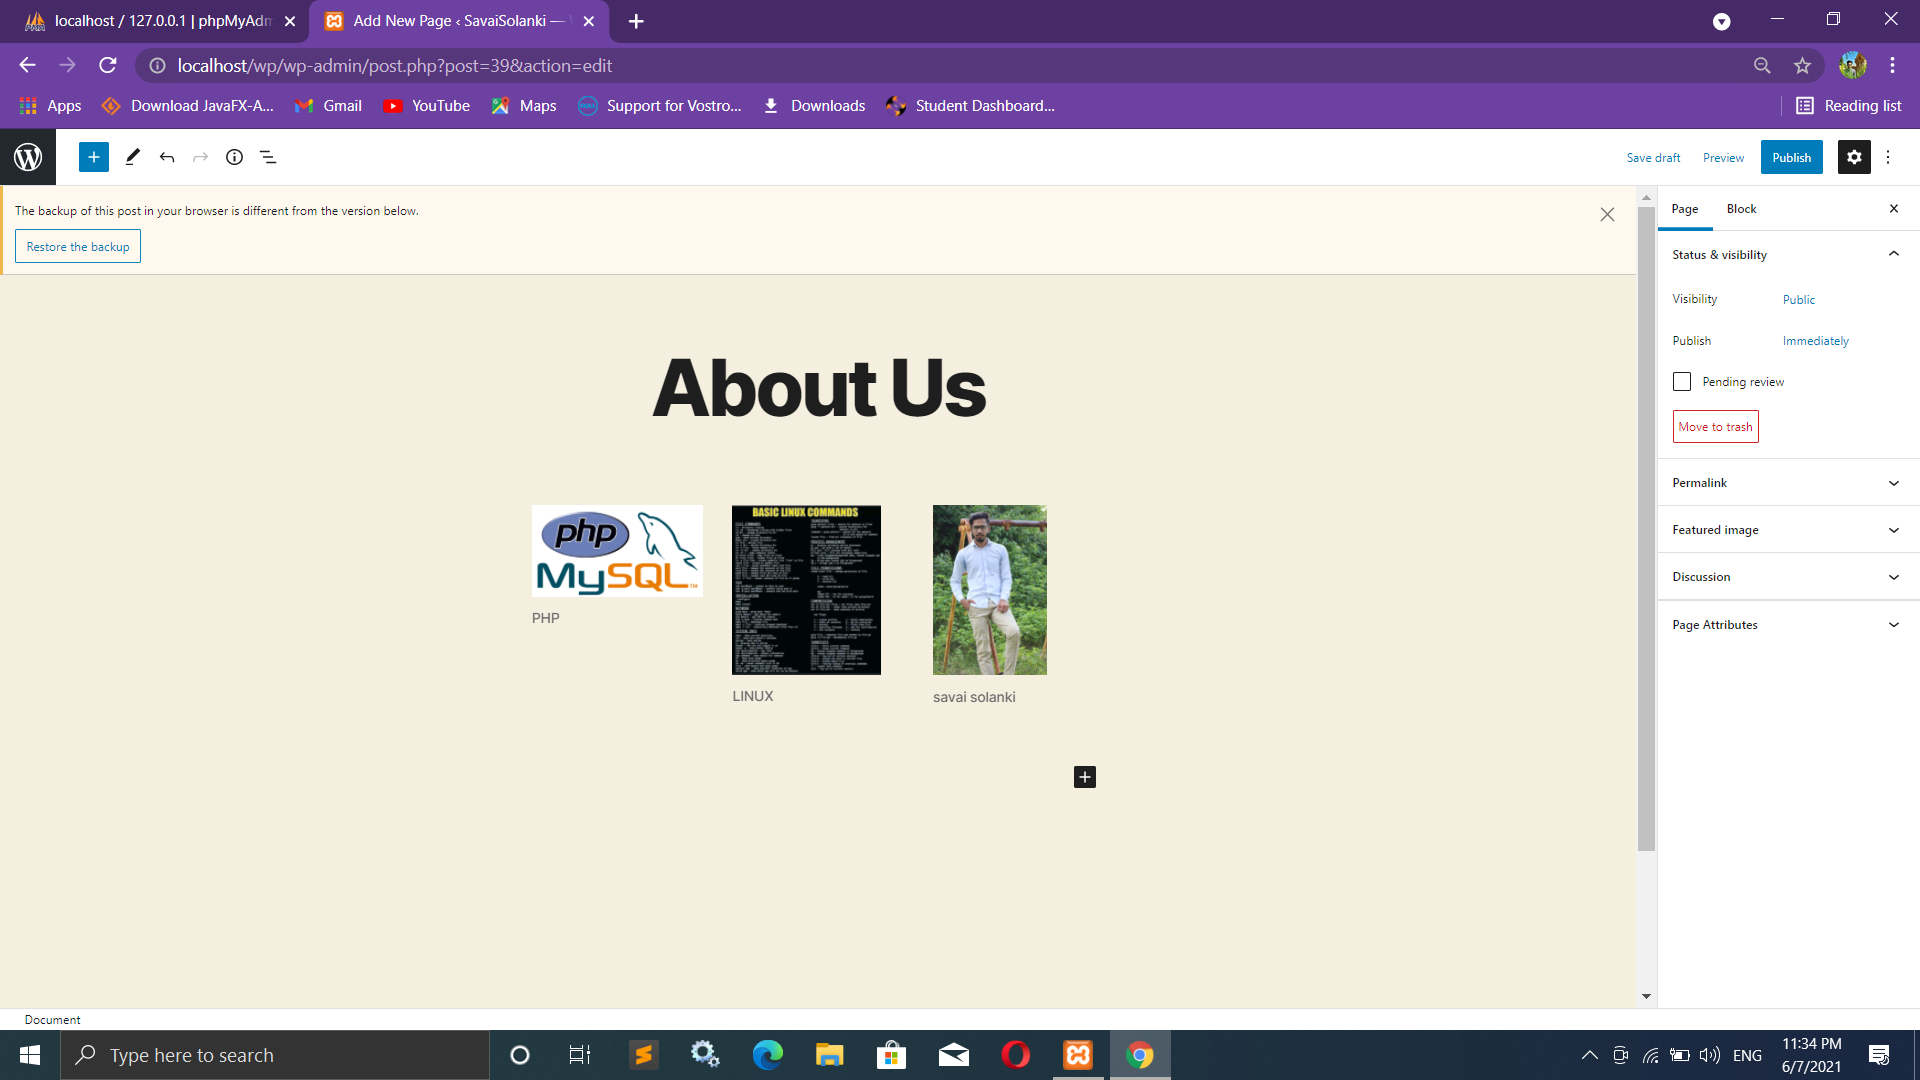 localhost / 127.0.0.1 | phpMyAdm
Add New Page ‹ SavaiSolanki —
localhost/wp/wp-admin/post.php?post=39&action=edit
Apps
Download JavaFX-A...
Gmail
YouTube
Maps
Support for Vostro...
Downloads
Student Dashboard...
Reading list
Save draft
Preview
Publish
The backup of this post in your browser is different from the version below.
Restore the backup
Page
Block
Status & visibility
Visibility
Public
Publish
Immediately
Pending review
Move to trash
Permalink
Featured image
Discussion
Page Attributes
About Us
php
MySQL
TM
PHP
BASIC LINUX COMMANDS
LINUX
savai solanki
Document
Type here to search
ENG
11:34 PM
6/7/2021